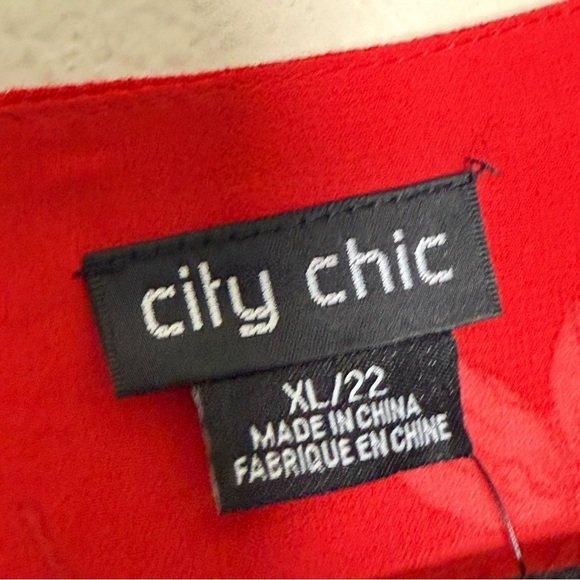 city chic
XL/22
MADE IN CHINA
FABRIQUE EN CHINE